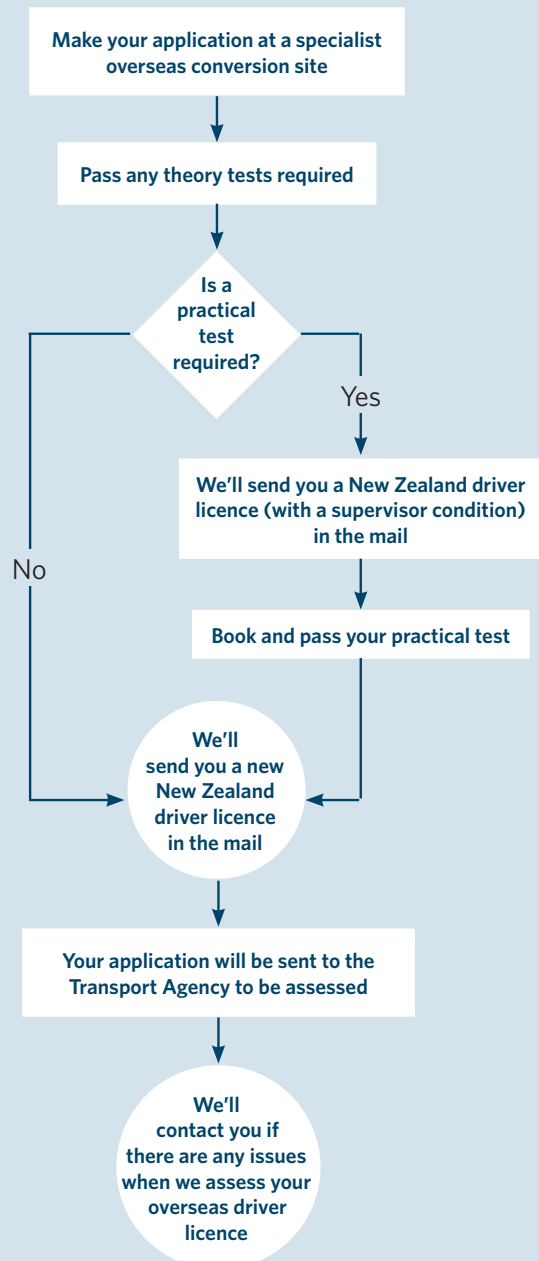 Make your application at a specialist
overseas conversion site
Pass any theory tests required
Is a
practical
test
required?
Yes
We'll send you a New Zealand driver
licence (with a supervisor condition)
in the mail
No
Book and pass your practical test
We'll
send you a new
New Zealand
driver licence
in the mail
Your application will be sent to the
Transport Agency to be assessed
We'll
contact you if
there are any issues
when we assess your
overseas driver
licence